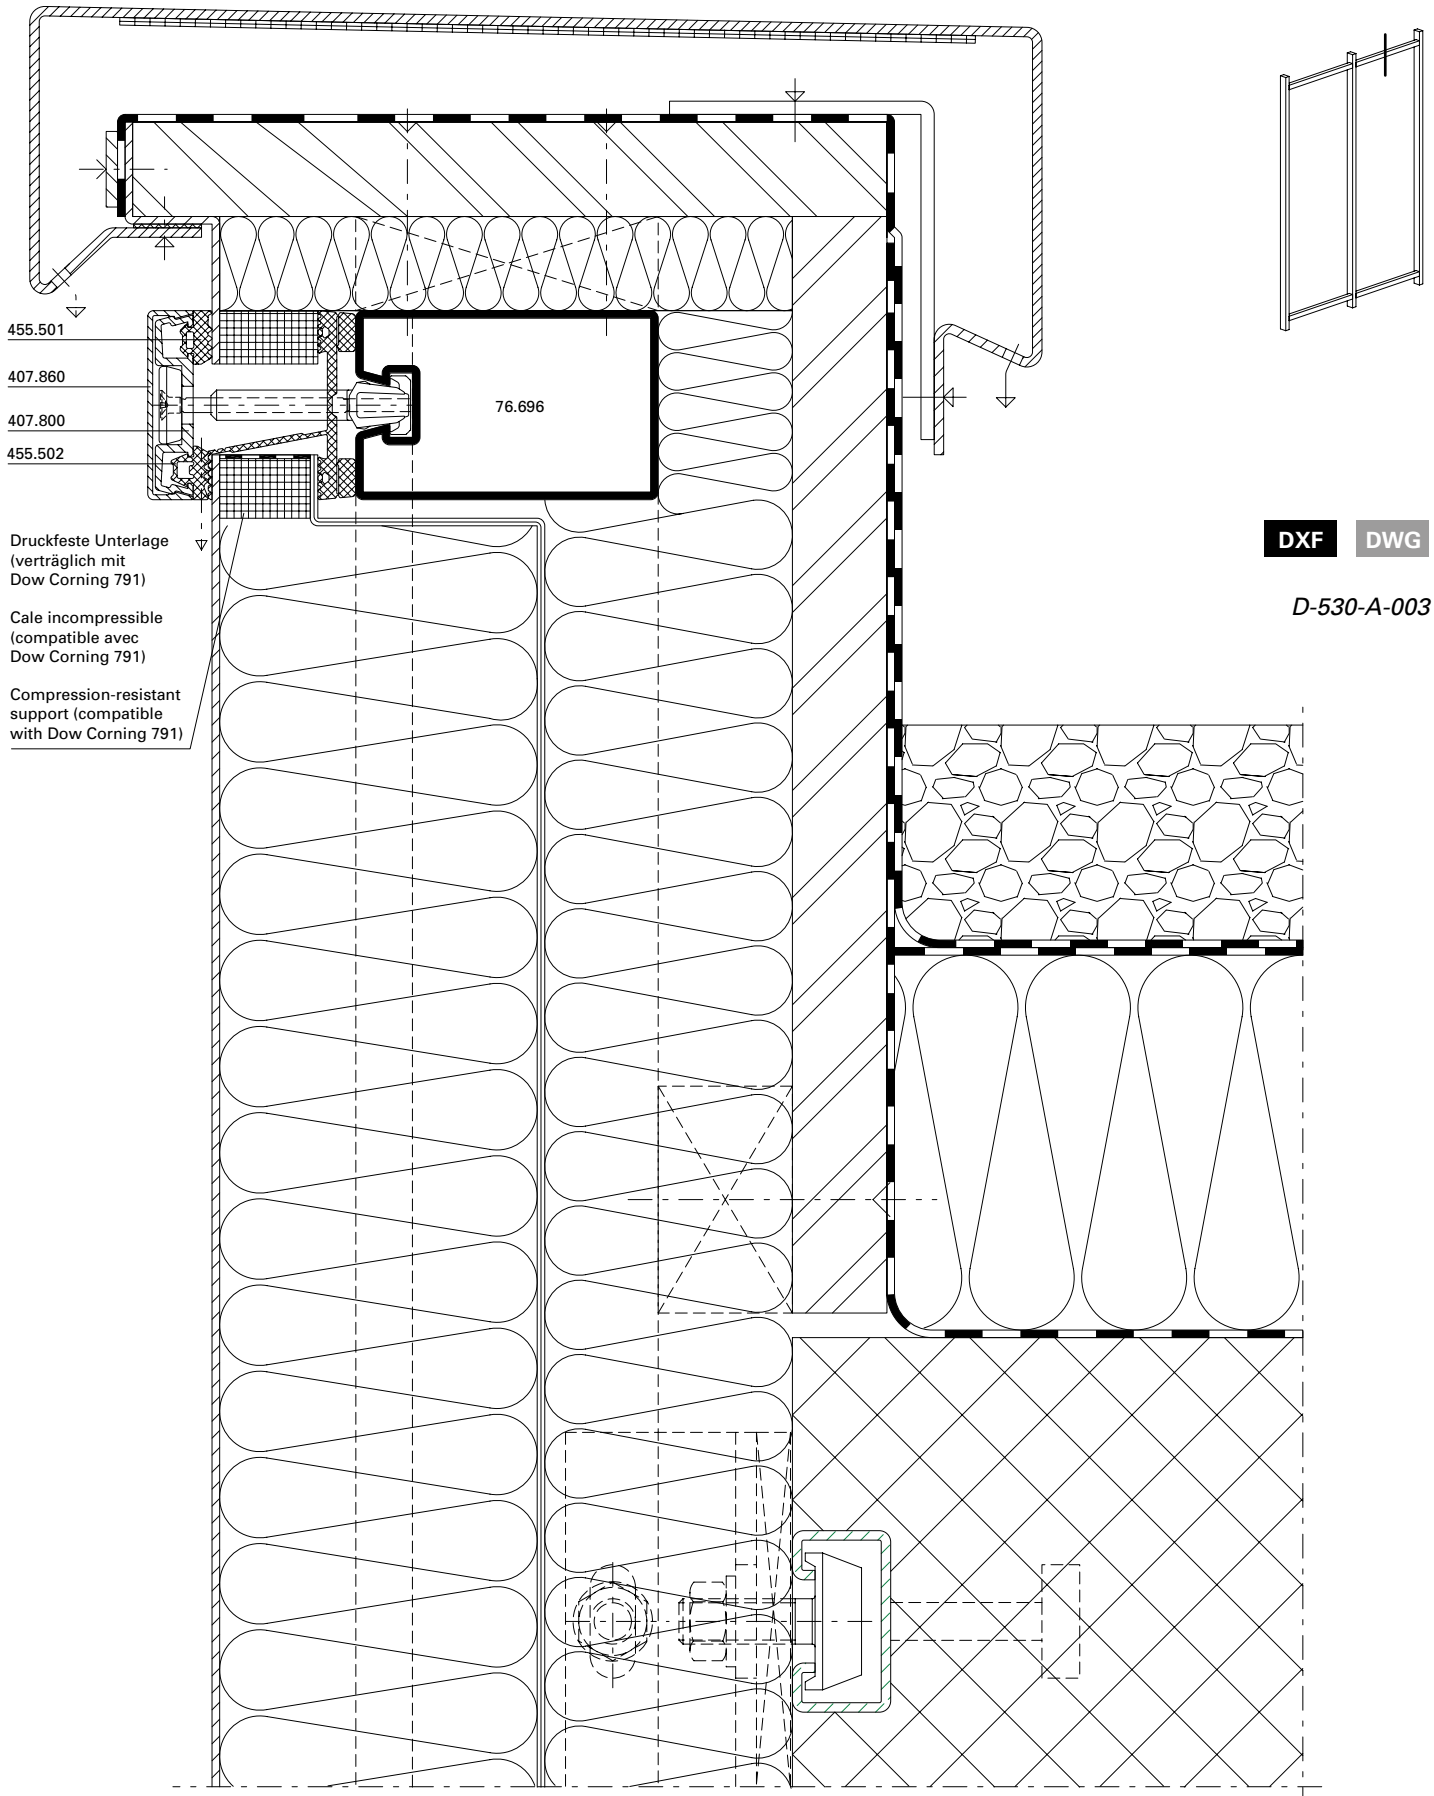 455.501
407.860
407.800
455.502
76.696
Druckfeste Unterlage
(verträglich mit
Dow Corning 791)
Cale incompressible
(compatible avec
Dow Corning 791)
Compression-resistant
support (compatible
with Dow Corning 791)
DXF DWG
D-530-A-003